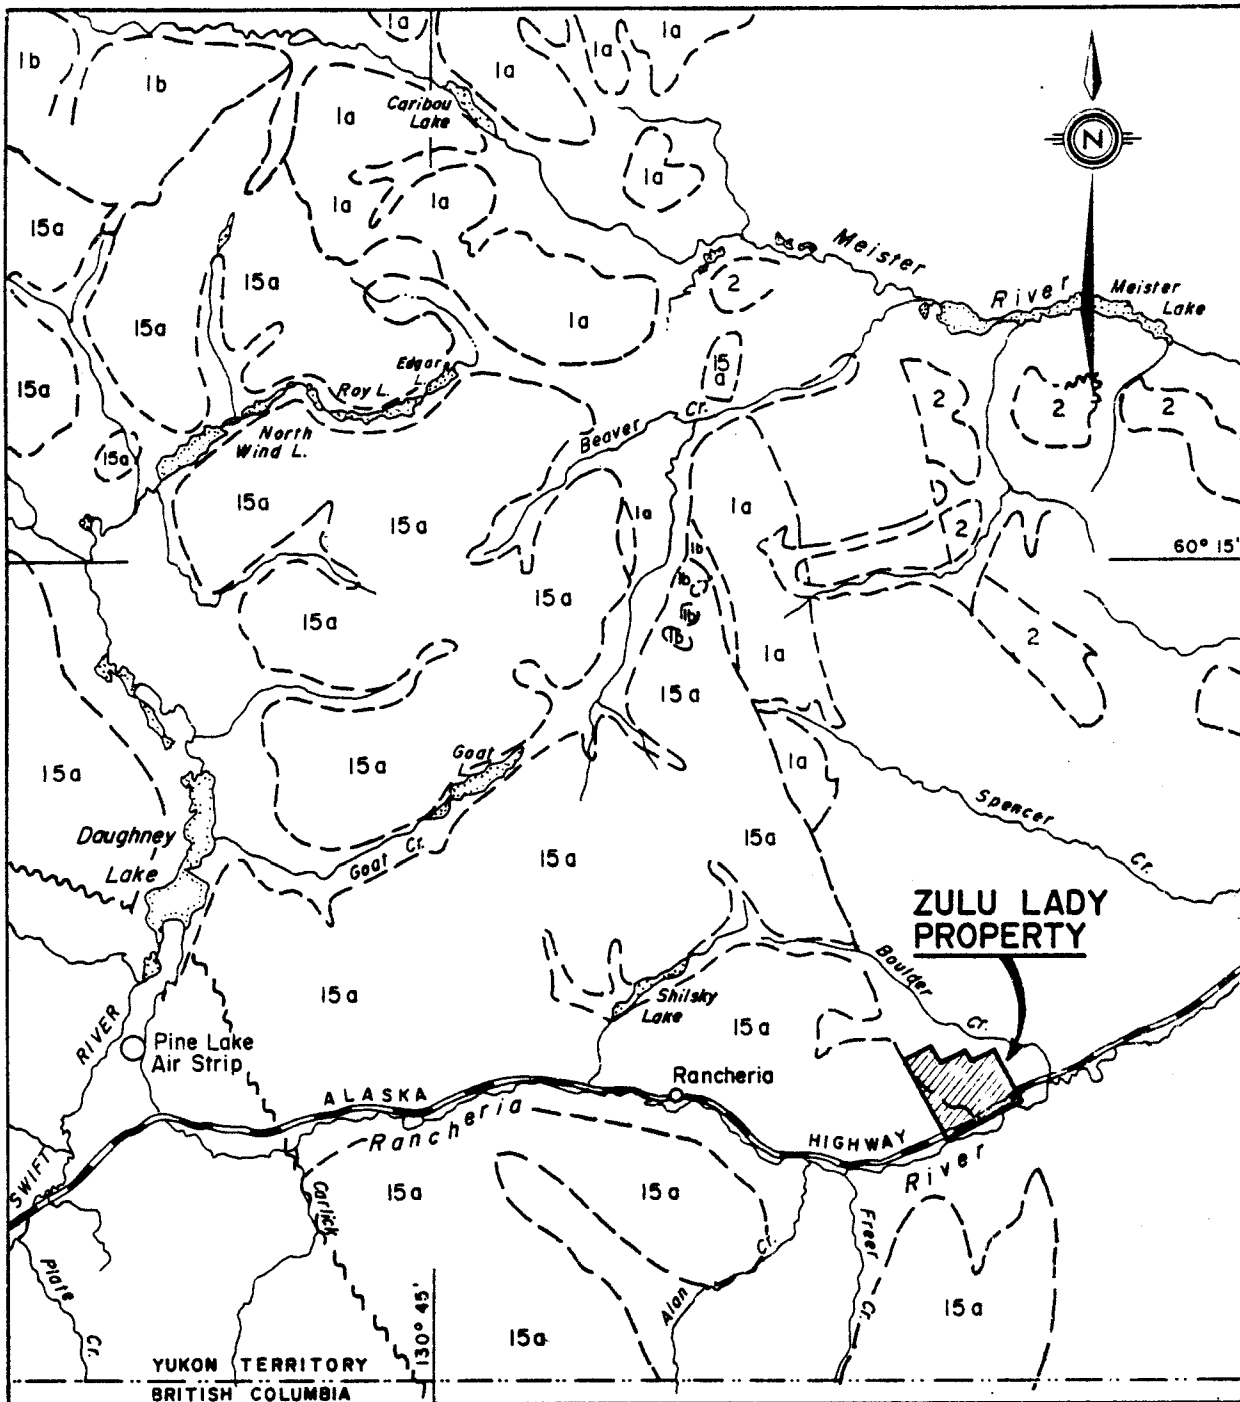 1a
1a
1a
1a
1b
1b
1a
Caribou
Lake
N
1a
1a
1a
15a
Meister
15a
2
River
Meister
Lake
1a
15a
15
a
Edgar
L.
15a
Roy L.
Cr.
2
2
2
North
Wind L.
Beaver
15a
15a
15a
1a
1a
2
1b
60° 15'
1b
15a
1b
15a
1b
2
1a
15a
15a
15a
Goat
L.
1a
Spencer
Cr.
Daughney
Lake
Goat Cr.
15a
15a
ZULU LADY
PROPERTY
Boulder
Cr.
15a
Shilsky
Lake
15a
RIVER
Pine Lake
Air Strip
Rancheria
ALASKA
Rancheria
HIGHWAY
River
SWIFT
Carlick
15a
15a
Freer
Cr.
Alan
Cr.
Plate
Cr.
130° 45'
15a
15a
YUKON TERRITORY
BRITISH COLUMBIA